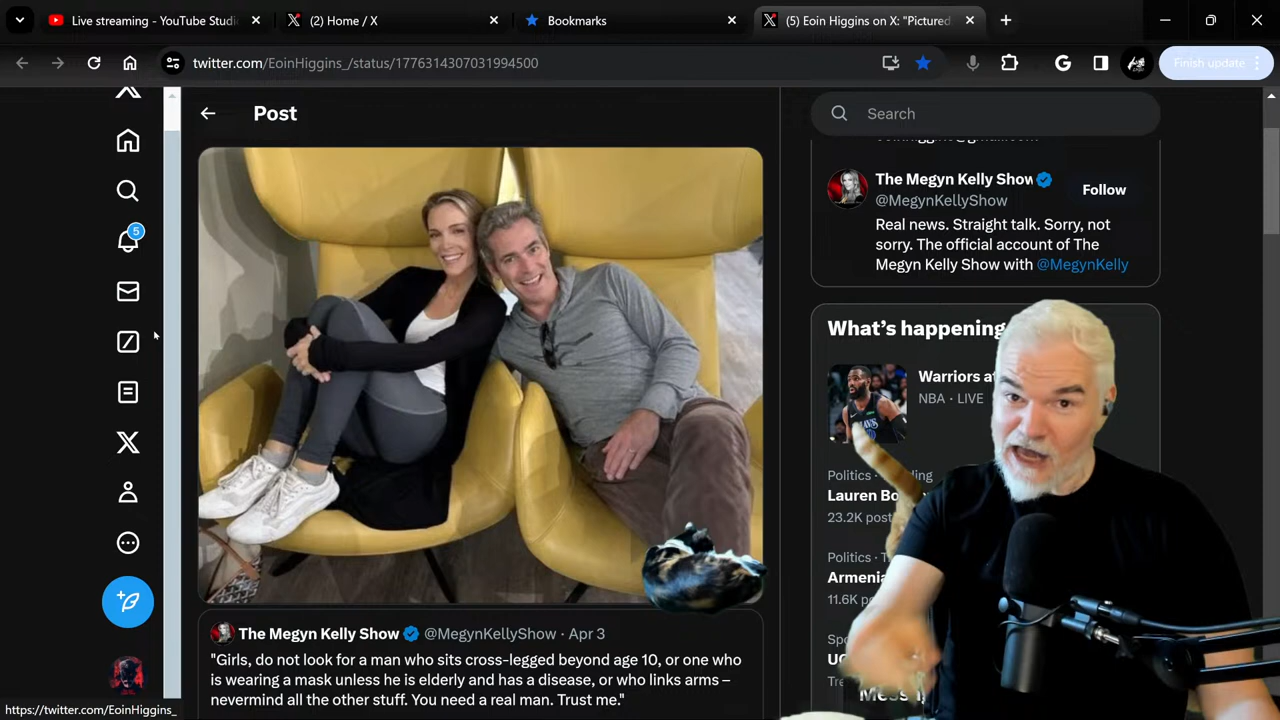 Live streaming - YouTube Studi
(2) Home / X
Bookmarks
(5) Eoin Higgins on X: "Pictured
twitter.com/EoinHiggins_/status/1776314307031994500
Finish update
Post
Search
The Megyn Kelly Show
@MegynKellyShow
Follow
Real news. Straight talk. Sorry, not
sorry. The official account of The
Megyn Kelly Show with @MegynKelly
5
What's happening
Warriors at
NBA · LIVE
Politics ·
Lauren
23.2K
Politics ·
Armenia
11.6K
The Megyn Kelly Show @MegynKellyShow · Apr 3
"Girls, do not look for a man who sits cross-legged beyond age 10, or one who
is wearing a mask unless he is elderly and has a disease, or who links arms –
nevermind all the other stuff. You need a real man. Trust me."
https://twitter.com/EoinHiggins_